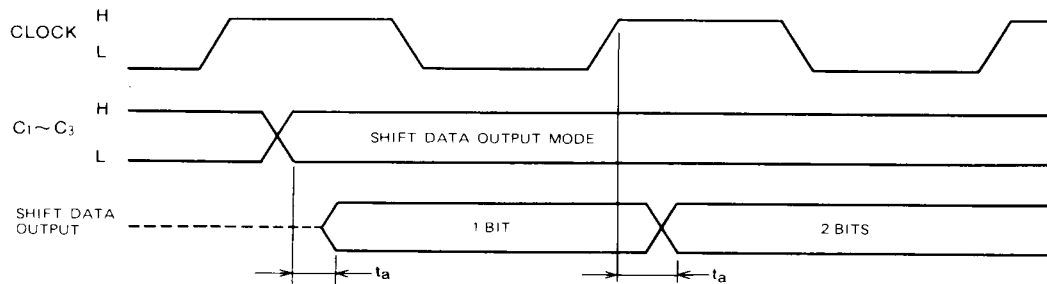 H
CLOCK
L
H
C1~C3
SHIFT DATA OUTPUT MODE
L
SHIFT DATA
OUTPUT
1 BIT
2 BITS
ta
ta